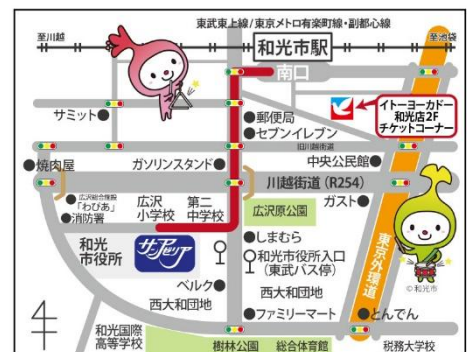 東武東上線/東京メトロ有楽町線・副都心線
至川越
和光市駅
至池袋
南口
サミット
郵便局
セブンイレブン
イトーヨーカドー
和光店2F
チケットコーナー
旧川越街道
焼肉屋
ガソリンスタンド
中央公民館
川越街道(R254)
広沢総合複合施設
「わぴあ」
消防署
広沢
小学校
第二
中学校
広沢原公園
ガスト
和光
市役所
サンアゼリア
しまむら
和光市役所入口
(東武バス停)
東京外環道
©和光市
ベルク
西大和団地
西大和団地
ファミリーマート
とんでん
和光国際
高等学校
樹林公園
総合体育館
税務大学校